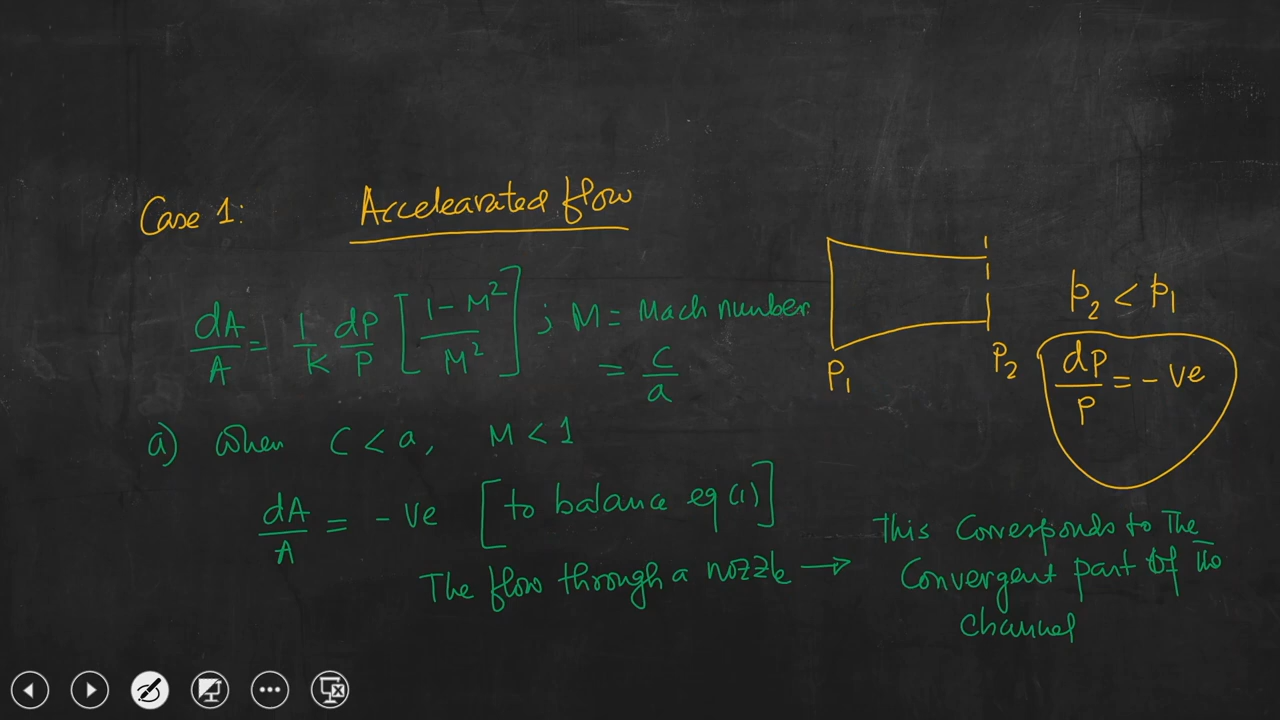 Case 1: Accelearated flow
dA/A = 1/k dp/p [1-M²/M²] ; M = Mach number
= c/a
P₁
P₂
p₂ < p₁
dp/p = -ve
a) when C < a, M < 1
dA/A = -ve [to balance eq (1)]
The flow through a nozzle → This Corresponds to The
Convergent part of The
channel